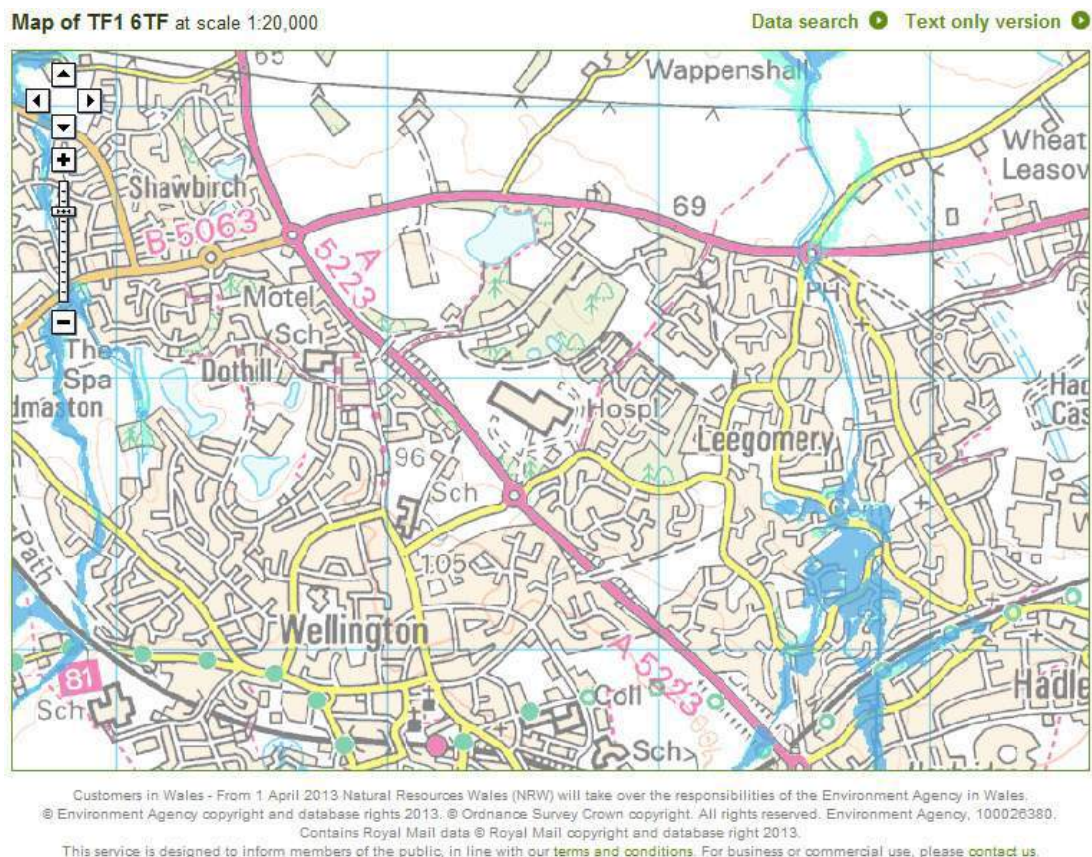 Map of TF1 6TF at scale 1:20,000
Data search Text only version
65
Wappenshall
Wheat
Leasow
Shawbirch
69
B 5063
A 5223
PH
Motel
Sch
The
Spa
Dothill
dmaston
Hospl
Leegomery
Had
Ca
96
Sch
W
Path
105
Wellington
A 5223
81
Sch
Coll
Hadle
Sch
Customers in Wales - From 1 April 2013 Natural Resources Wales (NRW) will take over the responsibilities of the Environment Agency in Wales.
© Environment Agency copyright and database rights 2013. © Ordnance Survey Crown copyright. All rights reserved. Environment Agency, 100026380.
Contains Royal Mail data © Royal Mail copyright and database right 2013.
This service is designed to inform members of the public, in line with our terms and conditions. For business or commercial use, please contact us.